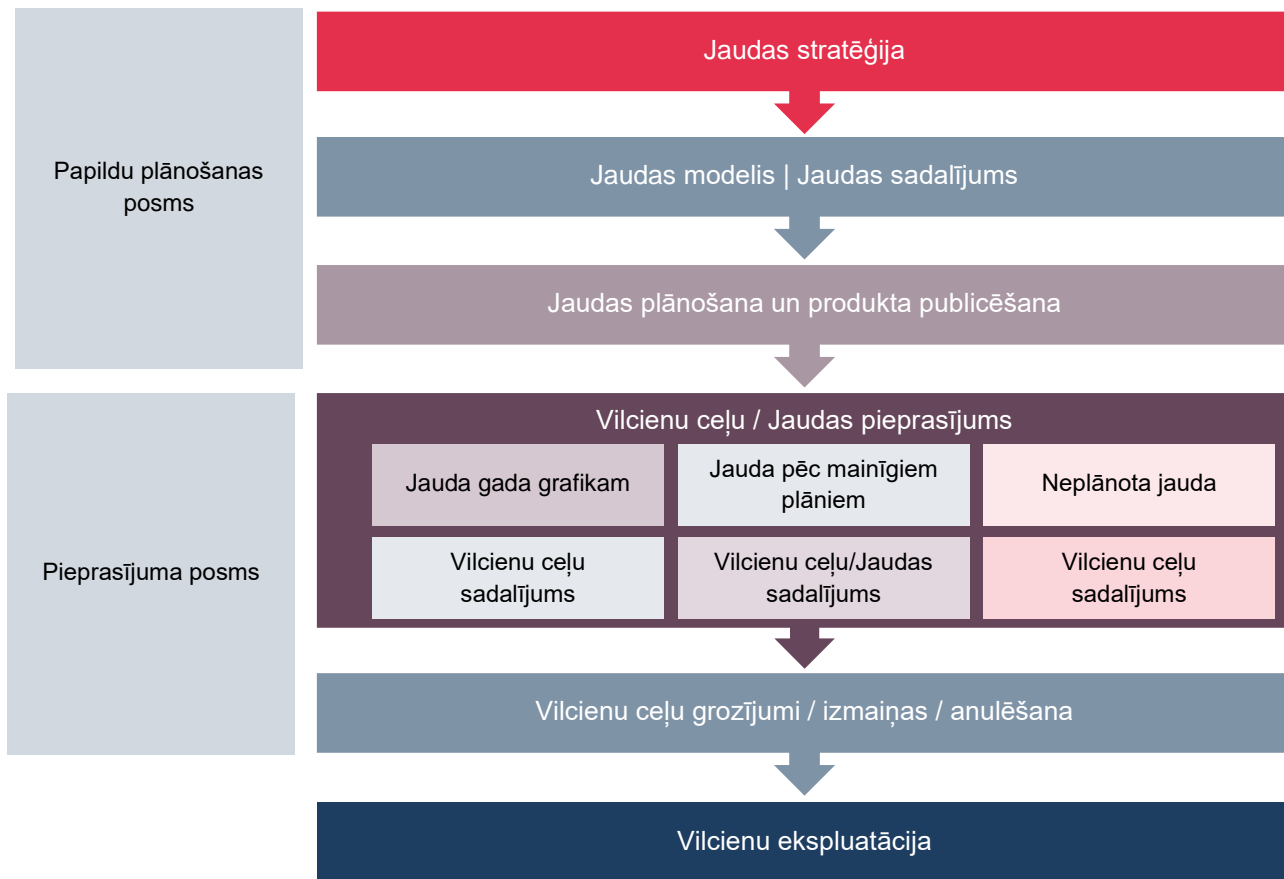 Jaudas stratēģija
Papildu plānošanas
posms
Jaudas modelis | Jaudas sadalījums
Jaudas plānošana un produkta publicēšana
Vilcienu ceļu / Jaudas pieprasījums
Jauda gada grafikam
Jauda pēc mainīgiem
plāniem
Neplānota jauda
Pieprasījuma posms
Vilcienu ceļu
sadalījums
Vilcienu ceļu/Jaudas
sadalījums
Vilcienu ceļu
sadalījums
Vilcienu ceļu grozījumi / izmaiņas / anulēšana
Vilcienu ekspluatācija